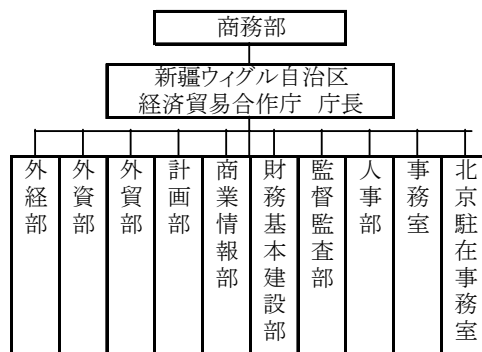 商務部
新疆ウィグル自治区
経済貿易合作庁 庁長
外経部
外資部
外貿部
計画部
商業情報部
財務基本建設部
監督監査部
人事部
事務室
北京駐在事務室